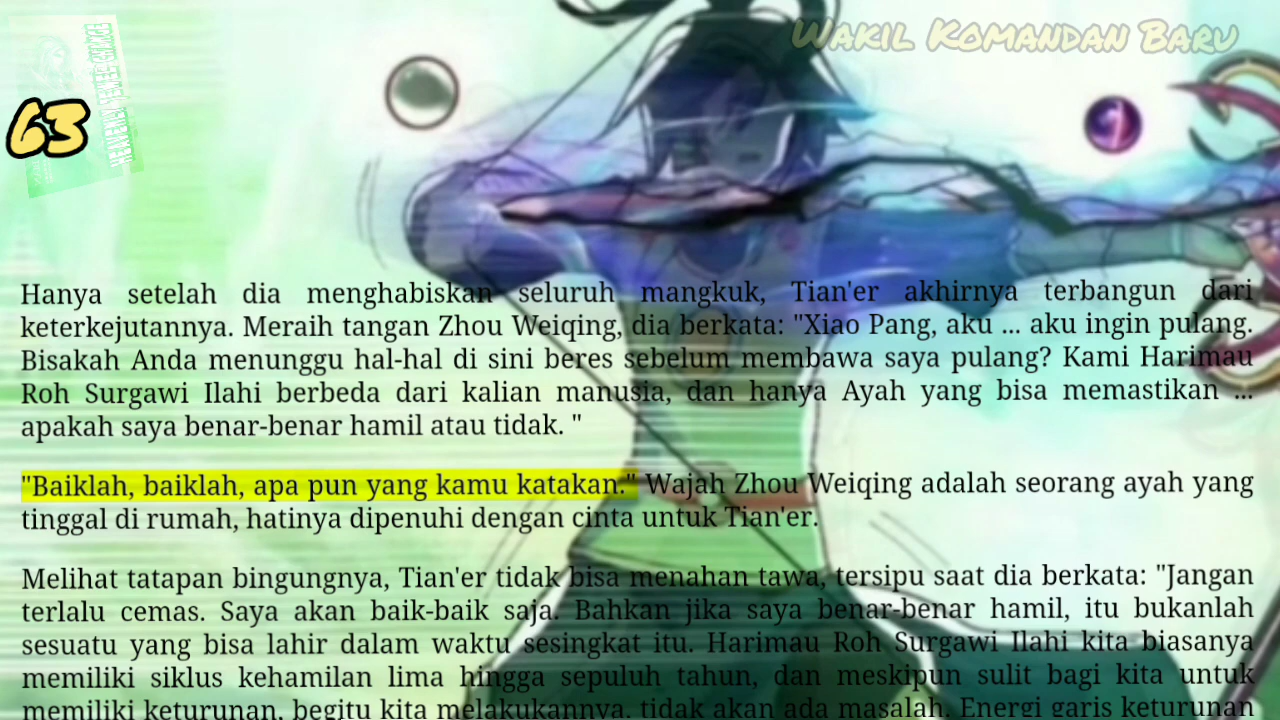 Wakil Komandan Baru
HEAVENLY JEWEL CHANGE
63
Hanya setelah dia menghabiskan seluruh mangkuk, Tian'er akhirnya terbangun dari
keterkejutannya. Meraih tangan Zhou Weiqing, dia berkata: "Xiao Pang, aku ... aku ingin pulang.
Bisakah Anda menunggu hal-hal di sini beres sebelum membawa saya pulang? Kami Harimau
Roh Surgawi Ilahi berbeda dari kalian manusia, dan hanya Ayah yang bisa memastikan ...
apakah saya benar-benar hamil atau tidak. "
"Baiklah, baiklah, apa pun yang kamu katakan." Wajah Zhou Weiqing adalah seorang ayah yang
tinggal di rumah, hatinya dipenuhi dengan cinta untuk Tian'er.
Melihat tatapan bingungnya, Tian'er tidak bisa menahan tawa, tersipu saat dia berkata: "Jangan
terlalu cemas. Saya akan baik-baik saja. Bahkan jika saya benar-benar hamil, itu bukanlah
sesuatu yang bisa lahir dalam waktu sesingkat itu. Harimau Roh Surgawi Ilahi kita biasanya
memiliki siklus kehamilan lima hingga sepuluh tahun, dan meskipun sulit bagi kita untuk
memiliki keturunan, begitu kita melakukannya, tidak akan ada masalah. Energi garis keturunan